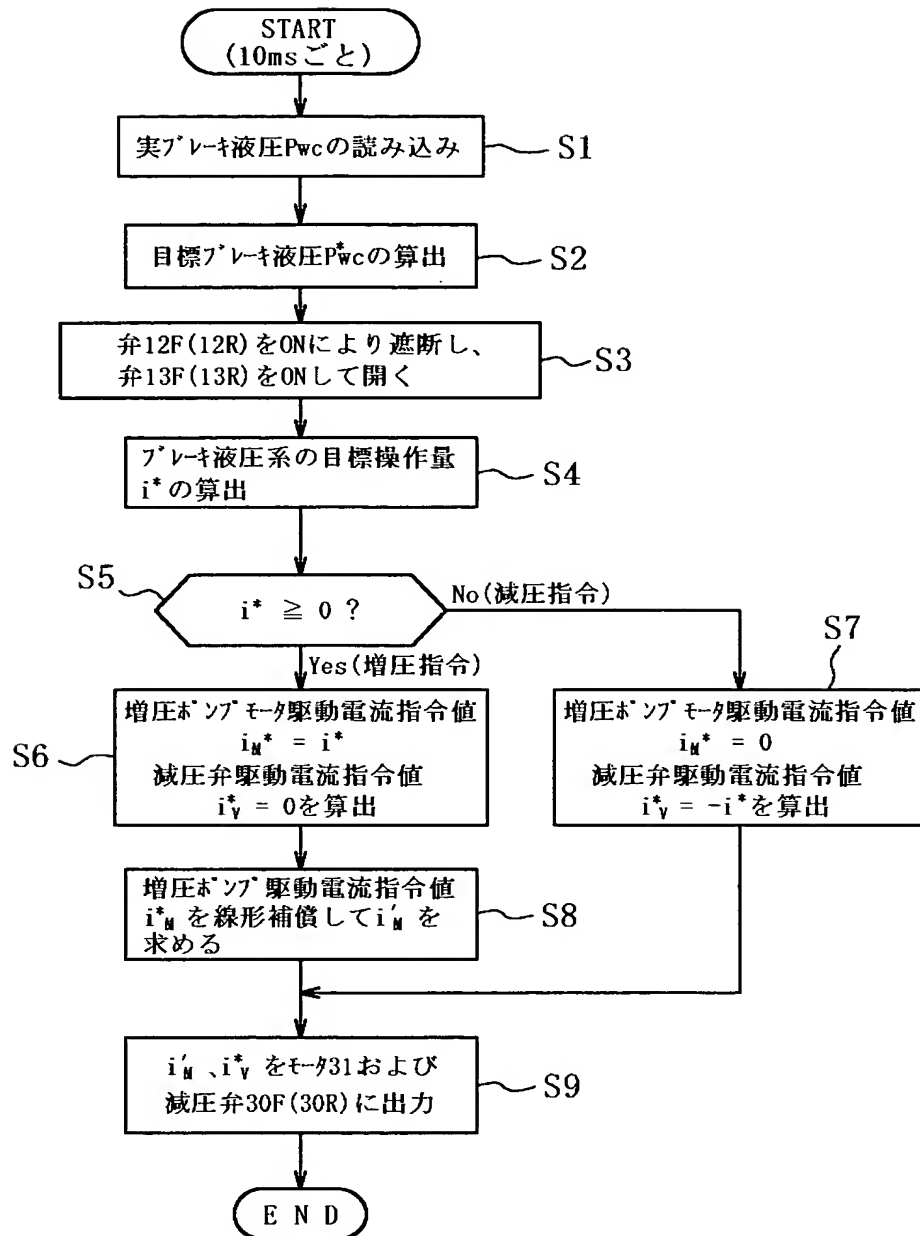 START
(10msごと)
実ブレーキ液圧Pwcの読み込み
S1
目標ブレーキ液圧P*wcの算出
S2
弁12F(12R)をONにより遮断し、
弁13F(13R)をONして開く
S3
ブレーキ液圧系の目標操作量
i*の算出
S4
S5
i* ≧ 0 ?
No(減圧指令)
Yes(増圧指令)
S6
増圧ポンプモータ駆動電流指令値
iM* = i*
減圧弁駆動電流指令値
i*V = 0を算出
S7
増圧ポンプモータ駆動電流指令値
iM* = 0
減圧弁駆動電流指令値
i*V = -i*を算出
増圧ポンプ駆動電流指令値
i*M を線形補償してi'M を
求める
S8
i'M、i*V をモータ31および
減圧弁30F(30R)に出力
S9
E N D